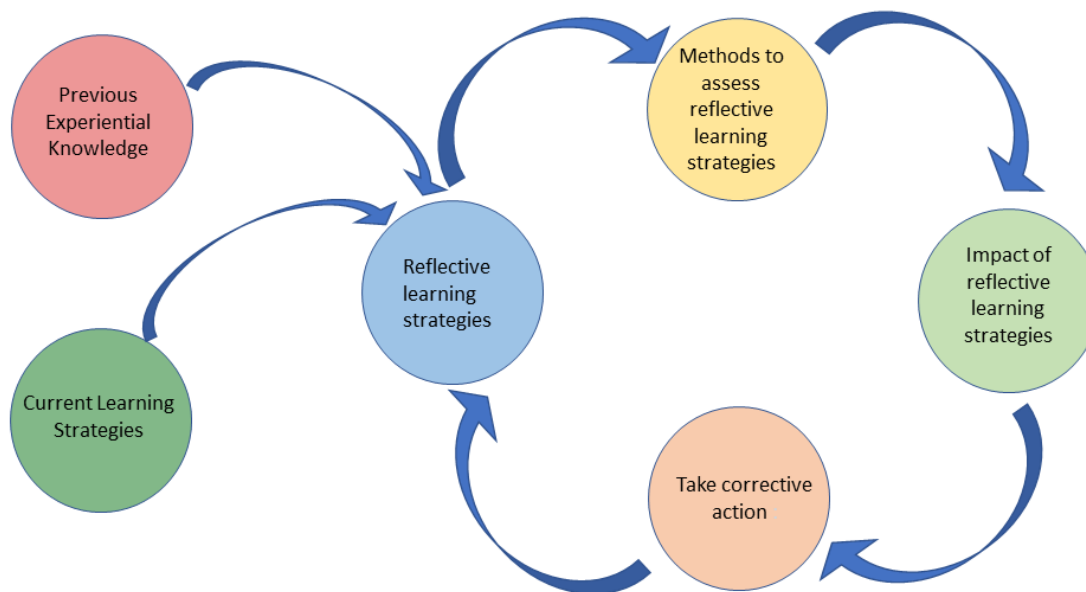 Previous
Experiential
Knowledge
Methods to
assess
reflective
learning
strategies
Reflective
learning
strategies
Impact of
reflective
learning
strategies
Current Learning
Strategies
Take corrective
action